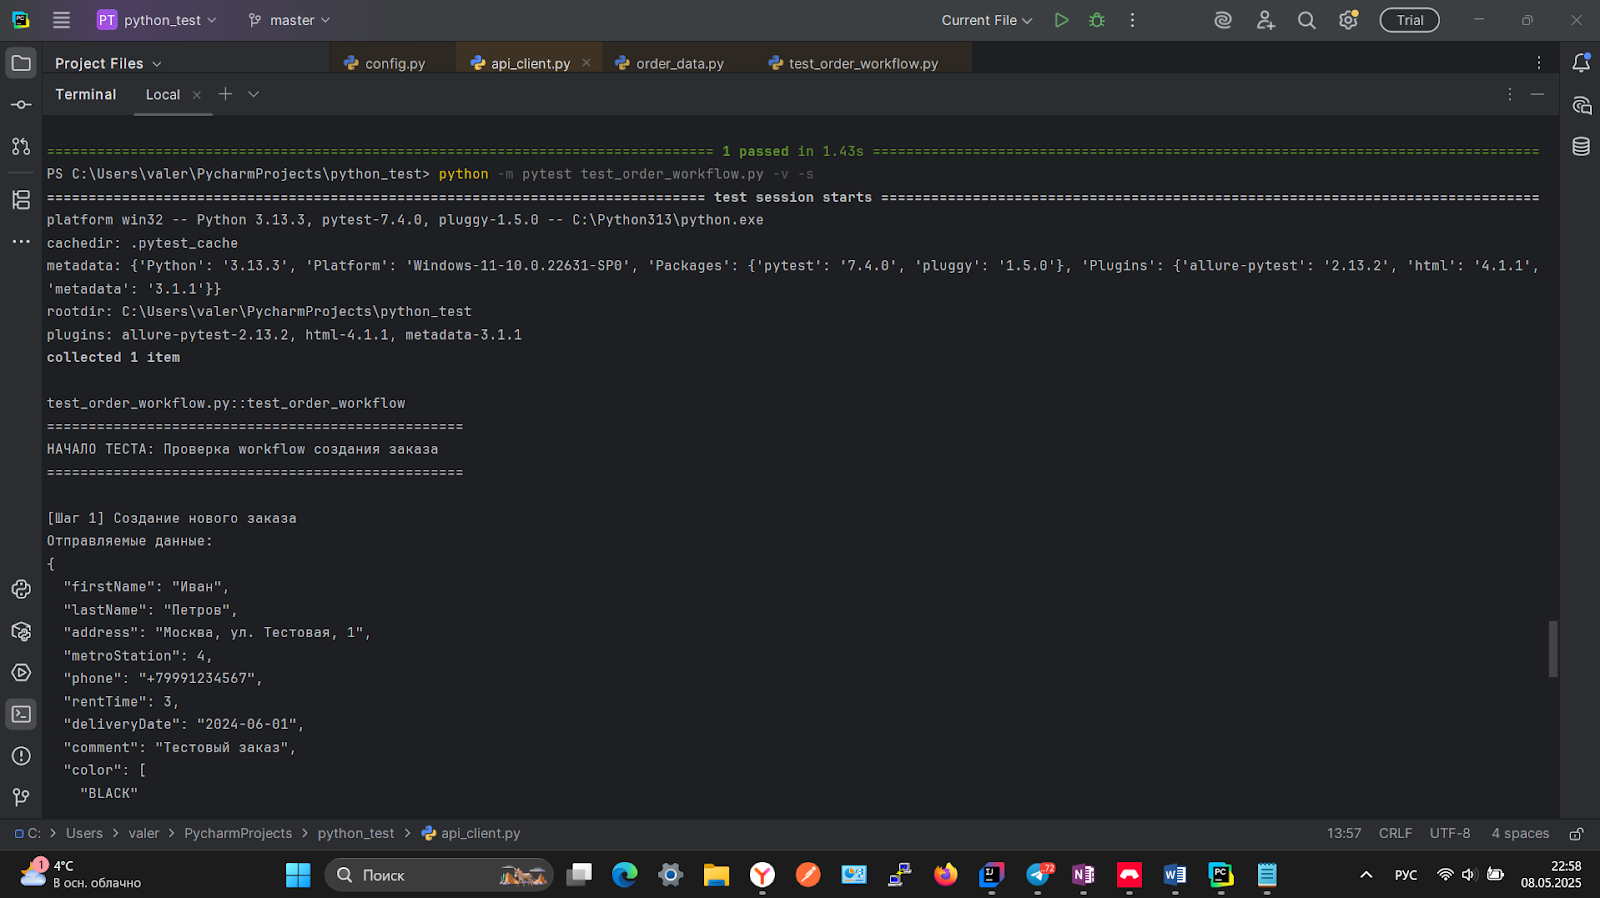 PT python_test master Current File Trial
Project Files config.py api_client.py order_data.py test_order_workflow.py
Terminal Local
================================================================================ 1 passed in 1.43s ================================================================================
PS C:\Users\valer\PycharmProjects\python_test> python -m pytest test_order_workflow.py -v -s
=============================================================================== test session starts ===============================================================================
platform win32 -- Python 3.13.3, pytest-7.4.0, pluggy-1.5.0 -- C:\Python313\python.exe
cachedir: .pytest_cache
metadata: {'Python': '3.13.3', 'Platform': 'Windows-11-10.0.22631-SP0', 'Packages': {'pytest': '7.4.0', 'pluggy': '1.5.0'}, 'Plugins': {'allure-pytest': '2.13.2', 'html': '4.1.1',
'metadata': '3.1.1'}}
rootdir: C:\Users\valer\PycharmProjects\python_test
plugins: allure-pytest-2.13.2, html-4.1.1, metadata-3.1.1
collected 1 item
test_order_workflow.py::test_order_workflow
==================================================
НАЧАЛО ТЕСТА: Проверка workflow создания заказа
==================================================
[Шаг 1] Создание нового заказа
Отправляемые данные:
{
"firstName": "Иван",
"lastName": "Петров",
"address": "Москва, ул. Тестовая, 1",
"metroStation": 4,
"phone": "+79991234567",
"rentTime": 3,
"deliveryDate": "2024-06-01",
"comment": "Тестовый заказ",
"color": [
"BLACK"
C: > Users > valer > PycharmProjects > python_test > api_client.py 13:57 CRLF UTF-8 4 spaces
1 4°C
В осн. облачно
Поиск
72
РУС
22:58
08.05.2025